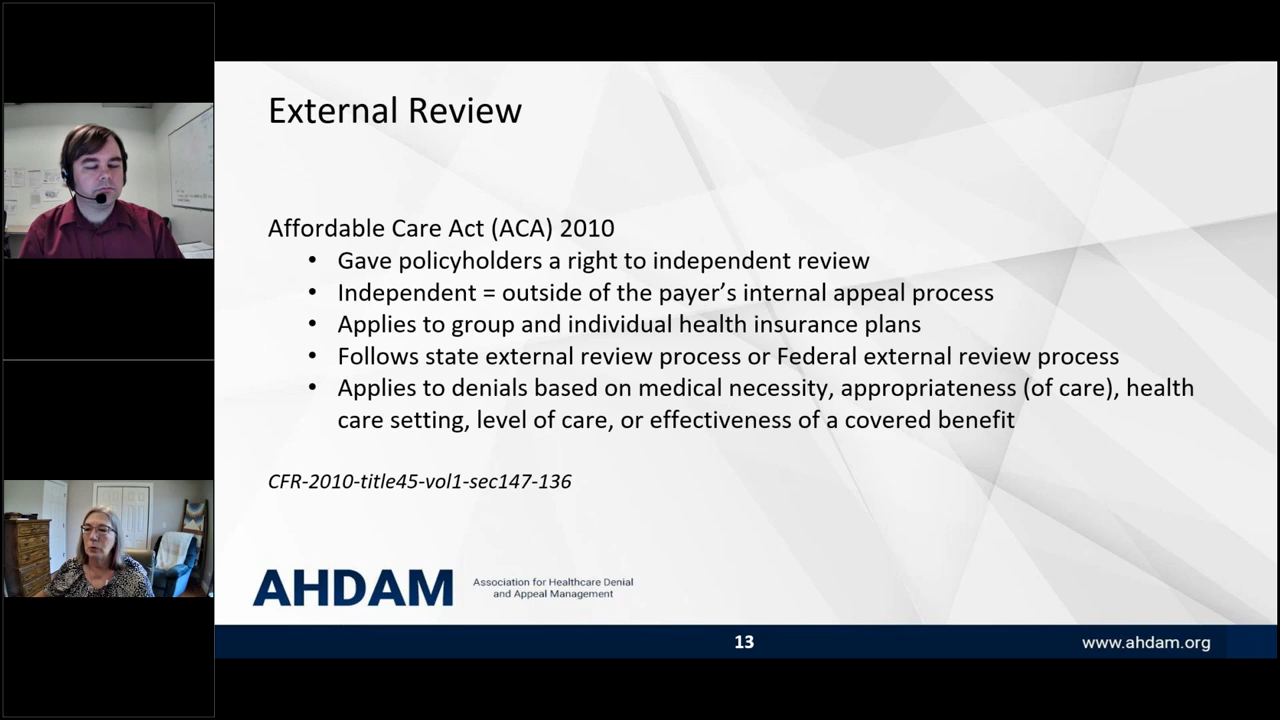 External Review
Affordable Care Act (ACA) 2010
• Gave policyholders a right to independent review
• Independent = outside of the payer’s internal appeal process
• Applies to group and individual health insurance plans
• Follows state external review process or Federal external review process
• Applies to denials based on medical necessity, appropriateness (of care), health
care setting, level of care, or effectiveness of a covered benefit
CFR-2010-title45-vol1-sec147-136
AHDAM
Association for Healthcare Denial
and Appeal Management
13
www.ahdam.org